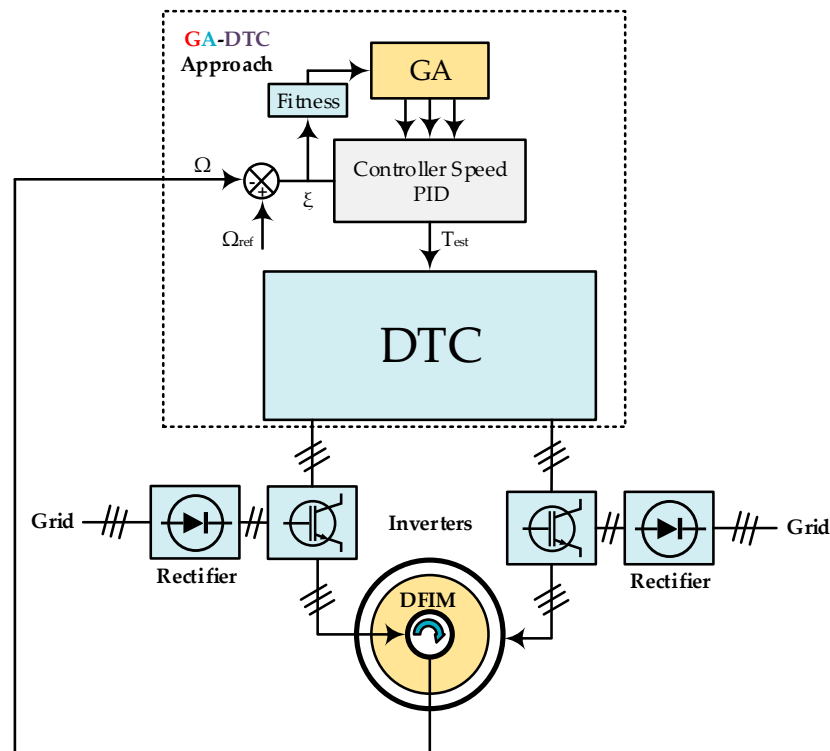 GA-DTC
Approach
GA
Fitness
Controller Speed
PID
Ω
-
+
ξ
Ωref
Test
DTC
Grid
Rectifier
Inverters
Grid
Rectifier
DFIM